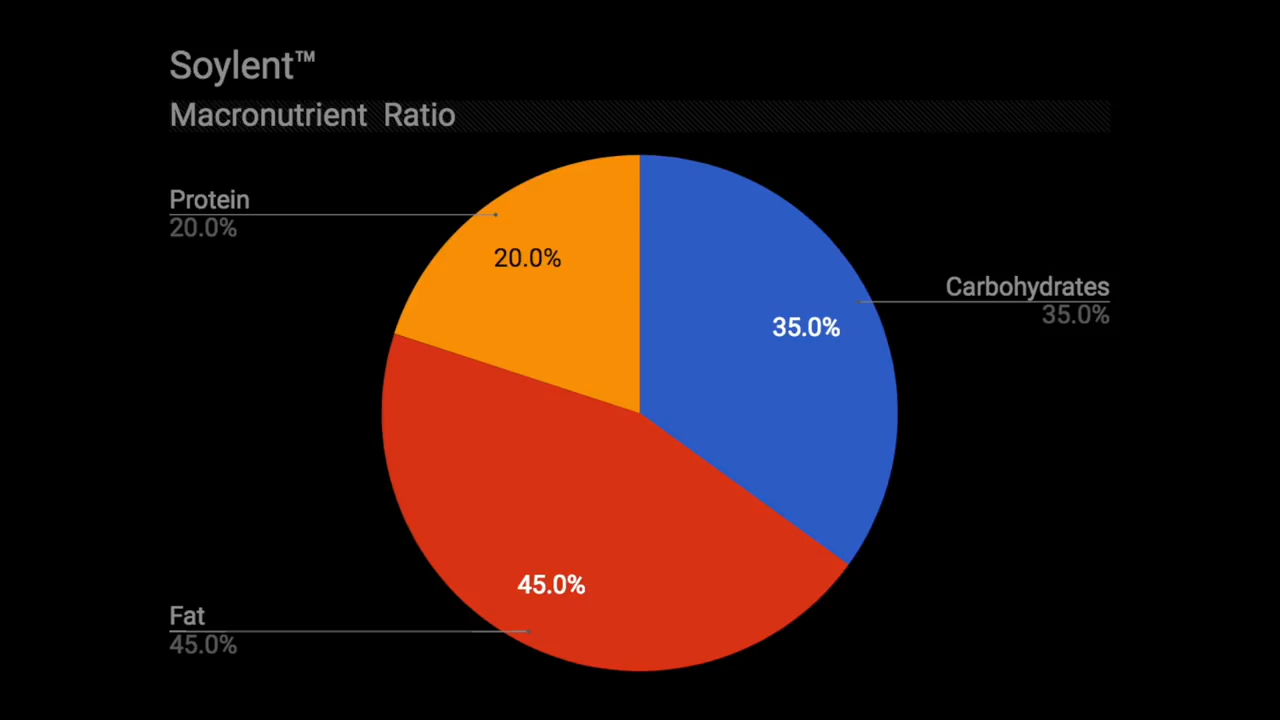 Soylent™
Macronutrient Ratio
Protein
20.0%
20.0%
Carbohydrates
35.0%
35.0%
45.0%
Fat
45.0%